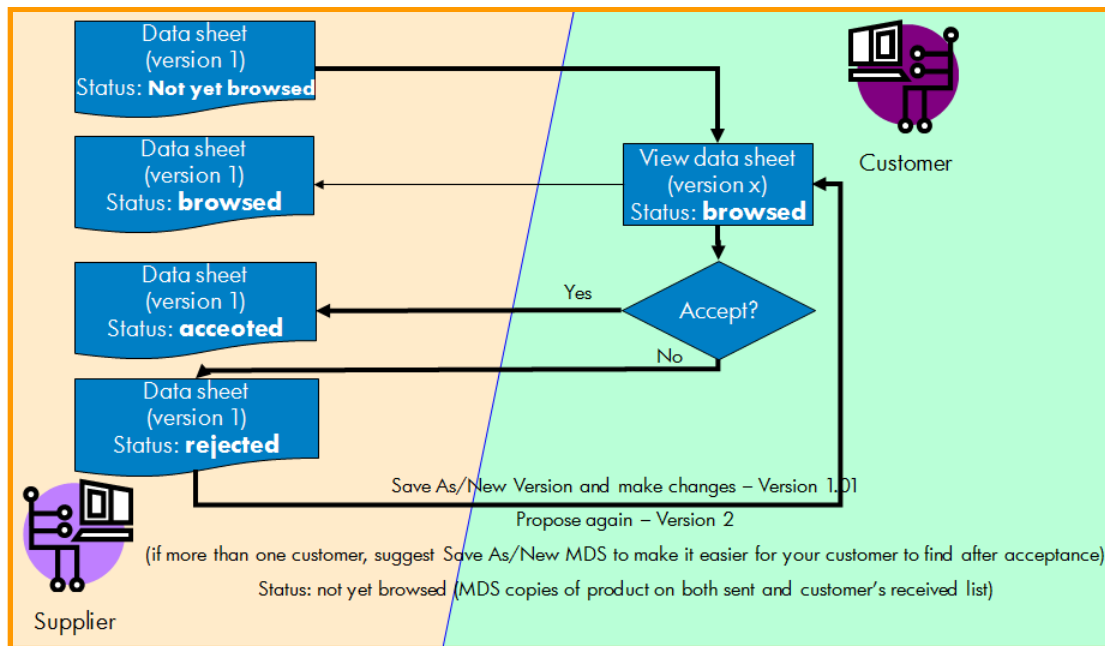 Data sheet
(version 1)
Status: Not yet browsed
Customer
Data sheet
(version 1)
Status: browsed
View data sheet
(version x)
Status: browsed
Data sheet
(version 1)
Status: acceoted
Yes
Accept?
No
Data sheet
(version 1)
Status: rejected
Save As/New Version and make changes – Version 1.01
Propose again – Version 2
(if more than one customer, suggest Save As/New MDS to make it easier for your customer to find after acceptance)
Status: not yet browsed (MDS copies of product on both sent and customer’s received list)
Supplier